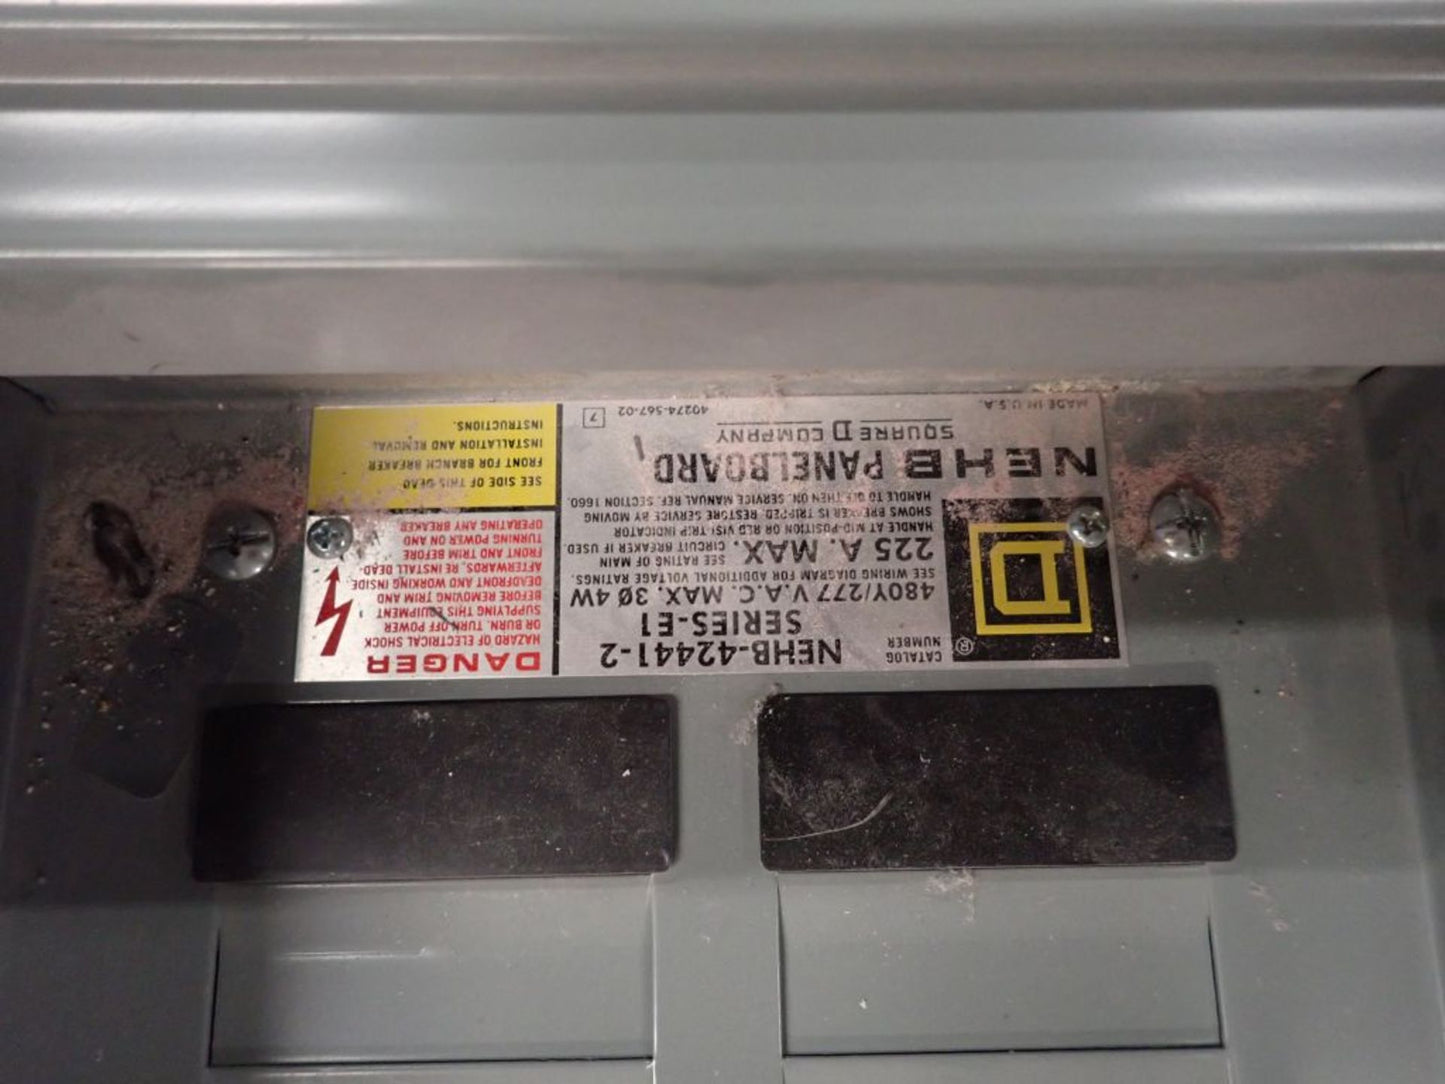 NEHB PANELBOARD
SQUARE D COMPANY
MADE IN U.S.A.
40274-567-02
7
D
®
CATALOG
NUMBER
NEHB-42441-2
SERIES-E1
480Y/277 V.A.C. MAX. 3Ø 4W
SEE WIRING DIAGRAM FOR ADDITIONAL VOLTAGE RATINGS.
225 A. MAX.
SEE RATING OF MAIN
CIRCUIT BREAKER IF USED.
HANDLE AT MID-POSITION OR RED VISI-TRIP INDICATOR
SHOWS BREAKER IS TRIPPED. RESTORE SERVICE BY MOVING
HANDLE TO OFF THEN ON. SERVICE MANUAL REF. SECTION 1660.
DANGER
HAZARD OF ELECTRICAL SHOCK
OR BURN. TURN OFF POWER
SUPPLYING THIS EQUIPMENT
BEFORE REMOVING TRIM AND
DEADFRONT AND WORKING INSIDE
AFTERWARDS. RE INSTALL DEAD-
FRONT AND TRIM BEFORE
TURNING POWER ON AND
OPERATING ANY BREAKER
SEE SIDE OF THIS DEAD
FRONT FOR BRANCH BREAKER
INSTALLATION AND REMOVAL
INSTRUCTIONS.